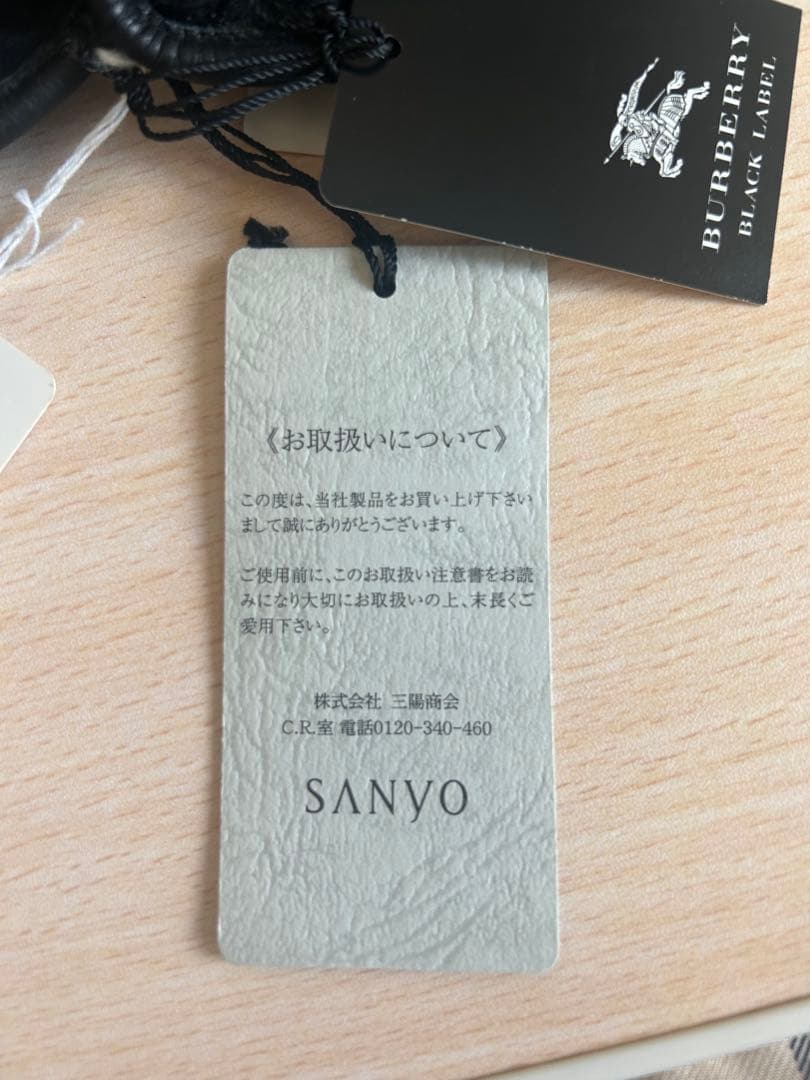 BURBERRY
BLACK LABEL
《お取扱いについて》
この度は、当社製品をお買い上げ下さい
まして誠にありがとうございます。
ご使用前に、このお取扱い注意書をお読
みになり大切にお取扱いの上、末長くご
愛用下さい。
株式会社 三陽商会
C.R.室 電話0120-340-460
SANYO